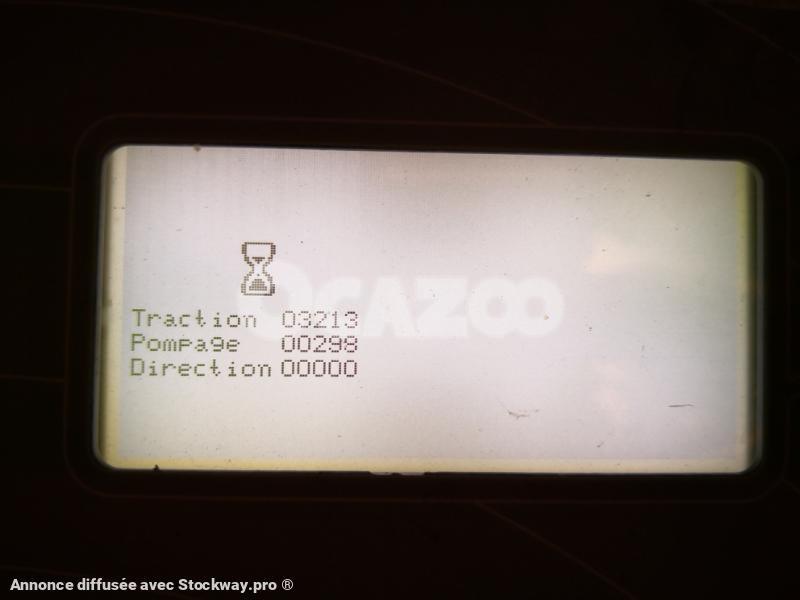 OCAZOO
Traction 03213
Pompage 00298
Direction 00000
Annonce diffusée avec Stockway.pro ®